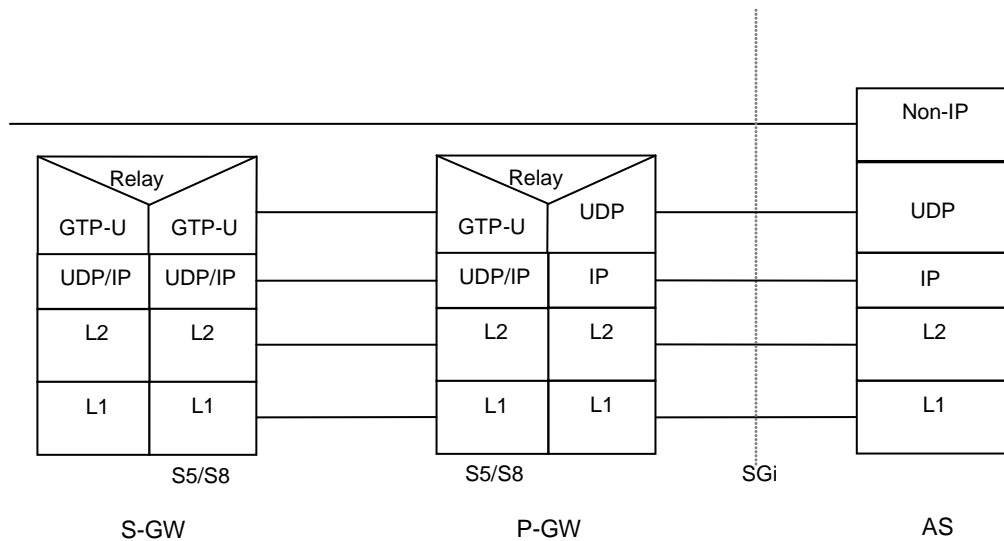 Non-IP
Relay Relay
GTP-U GTP-U GTP-U UDP UDP
UDP/IP UDP/IP UDP/IP IP IP
L2 L2 L2 L2 L2
L1 L1 L1 L1 L1
S5/S8 S5/S8 SGi
S-GW P-GW AS